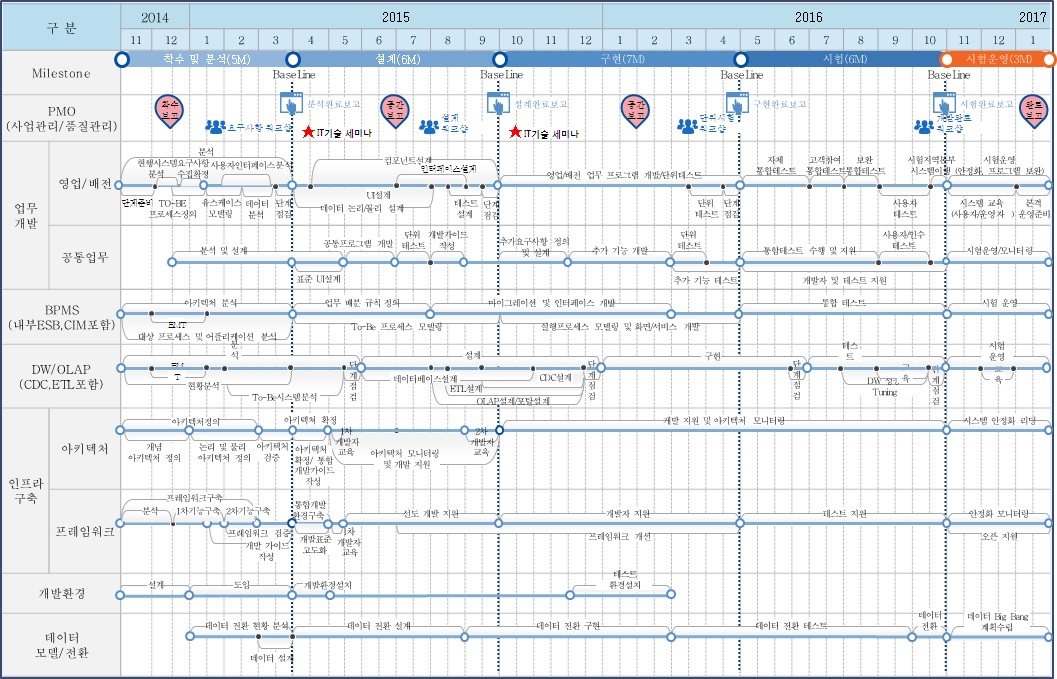 구 분
2014
2015
2016
2017
11
12
1
2
3
4
5
6
7
8
9
10
11
12
1
2
3
4
5
6
7
8
9
10
11
12
1
Milestone
착수 및 분석(5M)
설계(6M)
구현(7M)
시험(6M)
시험운영(3M)
Base Line
Base Line
Base Line
Base Line
PMO
(사업관리/품질관리)
착수
보고
요구사항 워크샵
분석완료보고
IT기술 세미나
중간
보고
설계
워크샵
설계완료보고
IT기술 세미나
중간
보고
단위시험
워크샵
구현완료보고
개발완료
워크샵
시험완료보고
완료
보고
업무
개발
영업/배전
분석
현행시스템
분석
요구사항
수집확정
사용자인터페이스분석
단계준비
TO-BE
프로세스정의
유스케이스
모델링
데이터
분석
단계
점검
컴포넌트설계
인터페이스설계
UI설계
데이터 논리/물리 설계
테스트
설계
단계
점검
영업/배전 업무 프로그램 개발/단위테스트
단위
테스트
단계
점검
자체
통합테스트
고객참여
통합테스트
보완
통합테스트
사용자
테스트
시험지역본부
시스템이행
시험운영
(안정화, 프로그램 보완)
시스템 교육
(사용자/운영자 )
본격
운영준비
공통업무
분석 및 설계
표준 UI설계
공통프로그램 개발
단위
테스트
개발가이드
작성
추가요구사항 정의
및 설계
추가 기능 개발
단위
테스트
추가 기능 테스트
통합테스트 수행 및 지원
사용자/인수
테스트
개발자 및 테스트 지원
시험운영/모니터링
BPMS
(내부ESB,CIM포함)
아키텍처 분석
BMT
대상 프로세스 및 어플리케이션 분석
업무 배분 규칙 정의
To-Be 프로세스 모델링
마이그레이션 및 인터페이스 개발
실행프로세스 모델링 및 화면/서비스 개발
통합 테스트
시험 운영
DW/OLAP
(CDC,ETL포함)
분
석
현황분석
To-Be시스템분석
단
계
점
검
설계
데이터베이스설계
ETL설계
CDC설계
OLAP설계/포탈설계
단
계
점
검
구현
단
계
점
검
테스
트
Tuning
교
육
단
계
점
검
시험
운영
교
육
인프라
구축
아키텍처
아키텍처정의
개념
아키텍처 정의
논리 및 물리
아키텍처 정의
아키텍처
검증
아키텍처 확정
아키텍처
확정/ 통합
개발가이드
작성
1차
개발자
교육
아키텍처 모니터링
및 개발 지원
2차
개발자
교육
개발 지원 및 아키텍처 모니터링
시스템 안정화 리딩
프레임워크
프레임워크구축
분석
1차기능구축
2차기능구축
프레임워크 검증
개발 가이드
작성
통합개발
환경구축
개발표준
고도화
1차
개발자
교육
선도 개발 지원
개발자 지원
프레임워크 개선
테스트 지원
안정화 모니터링
오픈 지원
개발환경
설계
도입
개발환경설치
테스트
환경설치
데이터
모델/전환
데이터 전환 현황 분석
데이터 설계
데이터 전환 설계
데이터 전환 구현
데이터 전환 테스트
데이터
전환
데이터 Big Bang
계획수립